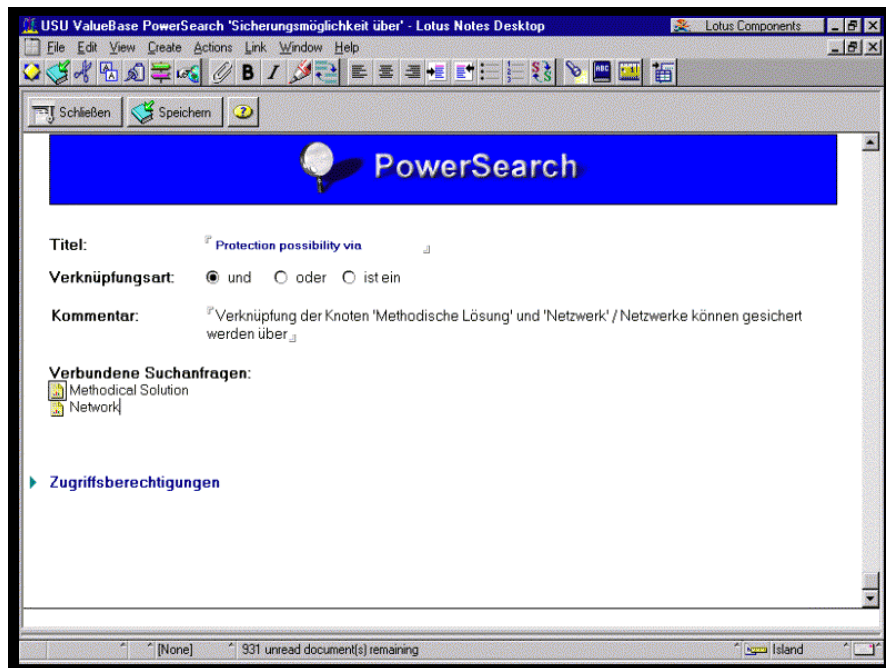 USU ValueBase PowerSearch 'Sicherungsmöglichkeit über' - Lotus Notes Desktop
Lotus Components
File Edit View Create Actions Link Window Help
Schließen Speichern
PowerSearch
Titel: Protection possibility via
Verknüpfungsart: und oder ist ein
Kommentar: Verknüpfung der Knoten 'Methodische Lösung' und 'Netzwerk' / Netzwerke können gesichert
werden über
Verbundene Suchanfragen:
Methodical Solution
Network
Zugriffsberechtigungen
[None] 931 unread document(s) remaining Island